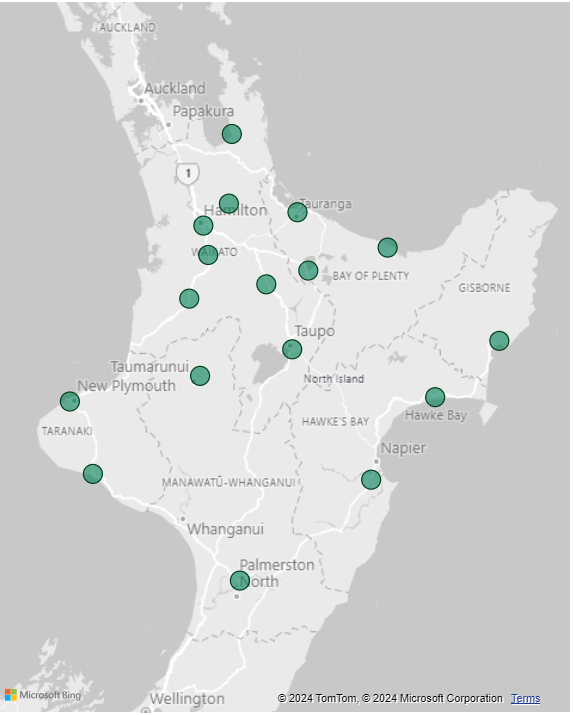 AUCKLAND
Auckland
Papakura
1
Tauranga
Hamilton
WAIKATO
BAY OF PLENTY
GISBORNE
Taupo
Taumarunui
North Island
New Plymouth
Hawke Bay
HAWKE'S BAY
TARANAKI
Napier
MANAWATŪ-WHANGANUI
Whanganui
Palmerston
North
Microsoft Bing
Wellington
© 2024 TomTom, © 2024 Microsoft Corporation Terms